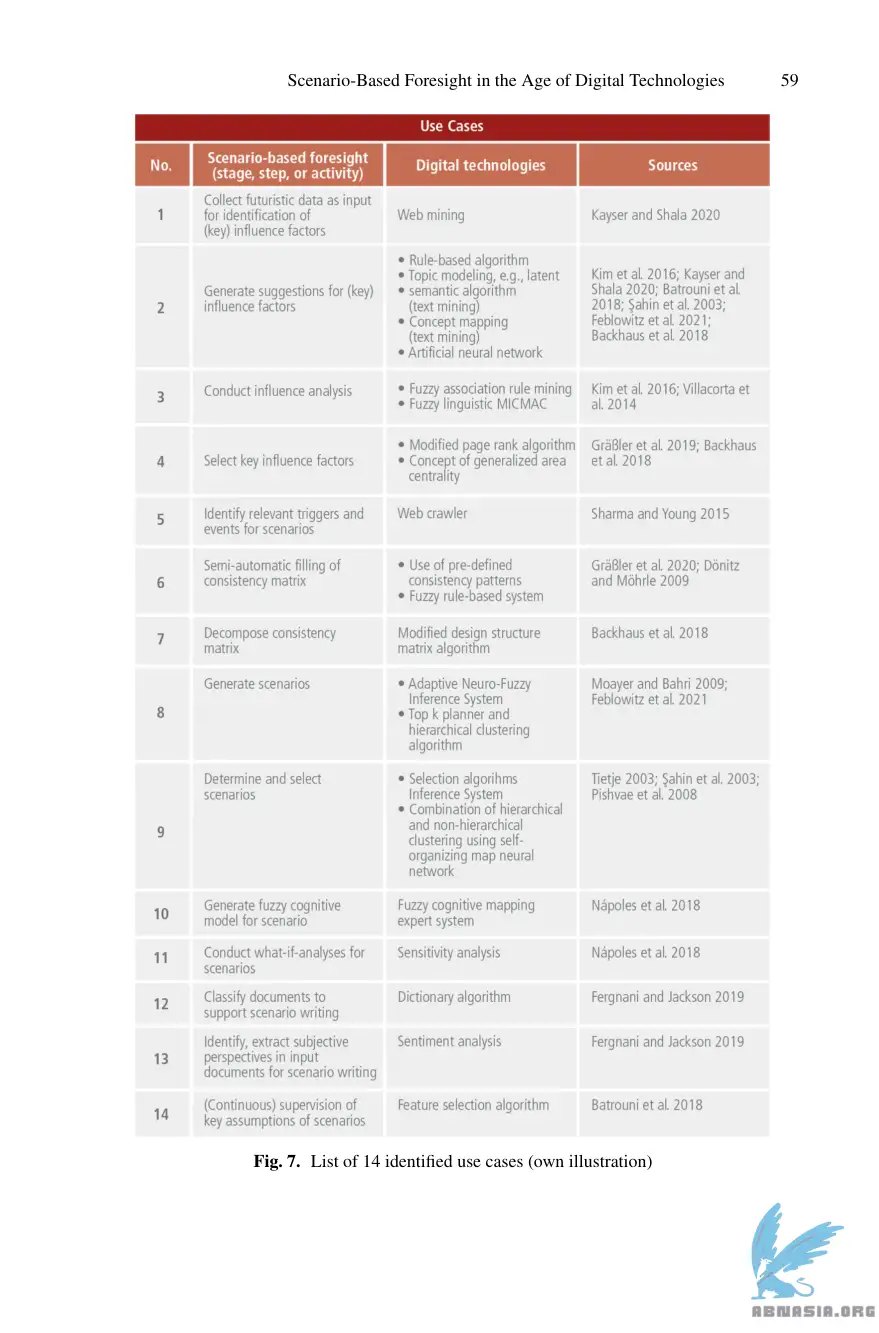 Scenario-Based Foresight in the Age of Digital Technologies 59
Use Cases
No.
Scenario-based foresight
(stage, step, or activity)
Digital technologies
Sources
1
Collect futuristic data as input
for identification of
(key) influence factors
Web mining
Kayser and Shala 2020
2
Generate suggestions for (key)
influence factors
• Rule-based algorithm
• Topic modeling, e.g., latent
• semantic algorithm
(text mining)
• Concept mapping
(text mining)
• Artificial neural network
Kim et al. 2016; Kayser and
Shala 2020; Batrouni et al.
2018; Şahin et al. 2003;
Feblowitz et al. 2021;
Backhaus et al. 2018
3
Conduct influence analysis
• Fuzzy association rule mining
• Fuzzy linguistic MICMAC
Kim et al. 2016; Villacorta et
al. 2014
4
Select key influence factors
• Modified page rank algorithm
• Concept of generalized area
centrality
Gräßler et al. 2019; Backhaus
et al. 2018
5
Identify relevant triggers and
events for scenarios
Web crawler
Sharma and Young 2015
6
Semi-automatic filling of
consistency matrix
• Use of pre-defined
consistency patterns
• Fuzzy rule-based system
Gräßler et al. 2020; Dönitz
and Möhrle 2009
7
Decompose consistency
matrix
Modified design structure
matrix algorithm
Backhaus et al. 2018
8
Generate scenarios
• Adaptive Neuro-Fuzzy
Inference System
• Top k planner and
hierarchical clustering
algorithm
Moayer and Bahri 2009;
Feblowitz et al. 2021
9
Determine and select
scenarios
• Selection algorihms
Inference System
• Combination of hierarchical
and non-hierarchical
clustering using self-
organizing map neural
network
Tietje 2003; Şahin et al. 2003;
Pishvae et al. 2008
10
Generate fuzzy cognitive
model for scenario
Fuzzy cognitive mapping
expert system
Nápoles et al. 2018
11
Conduct what-if-analyses for
scenarios
Sensitivity analysis
Nápoles et al. 2018
12
Classify documents to
support scenario writing
Dictionary algorithm
Fergnani and Jackson 2019
13
Identify, extract subjective
perspectives in input
documents for scenario writing
Sentiment analysis
Fergnani and Jackson 2019
14
(Continuous) supervision of
key assumptions of scenarios
Feature selection algorithm
Batrouni et al. 2018
Fig. 7. List of 14 identified use cases (own illustration)
ABNASIA.ORG